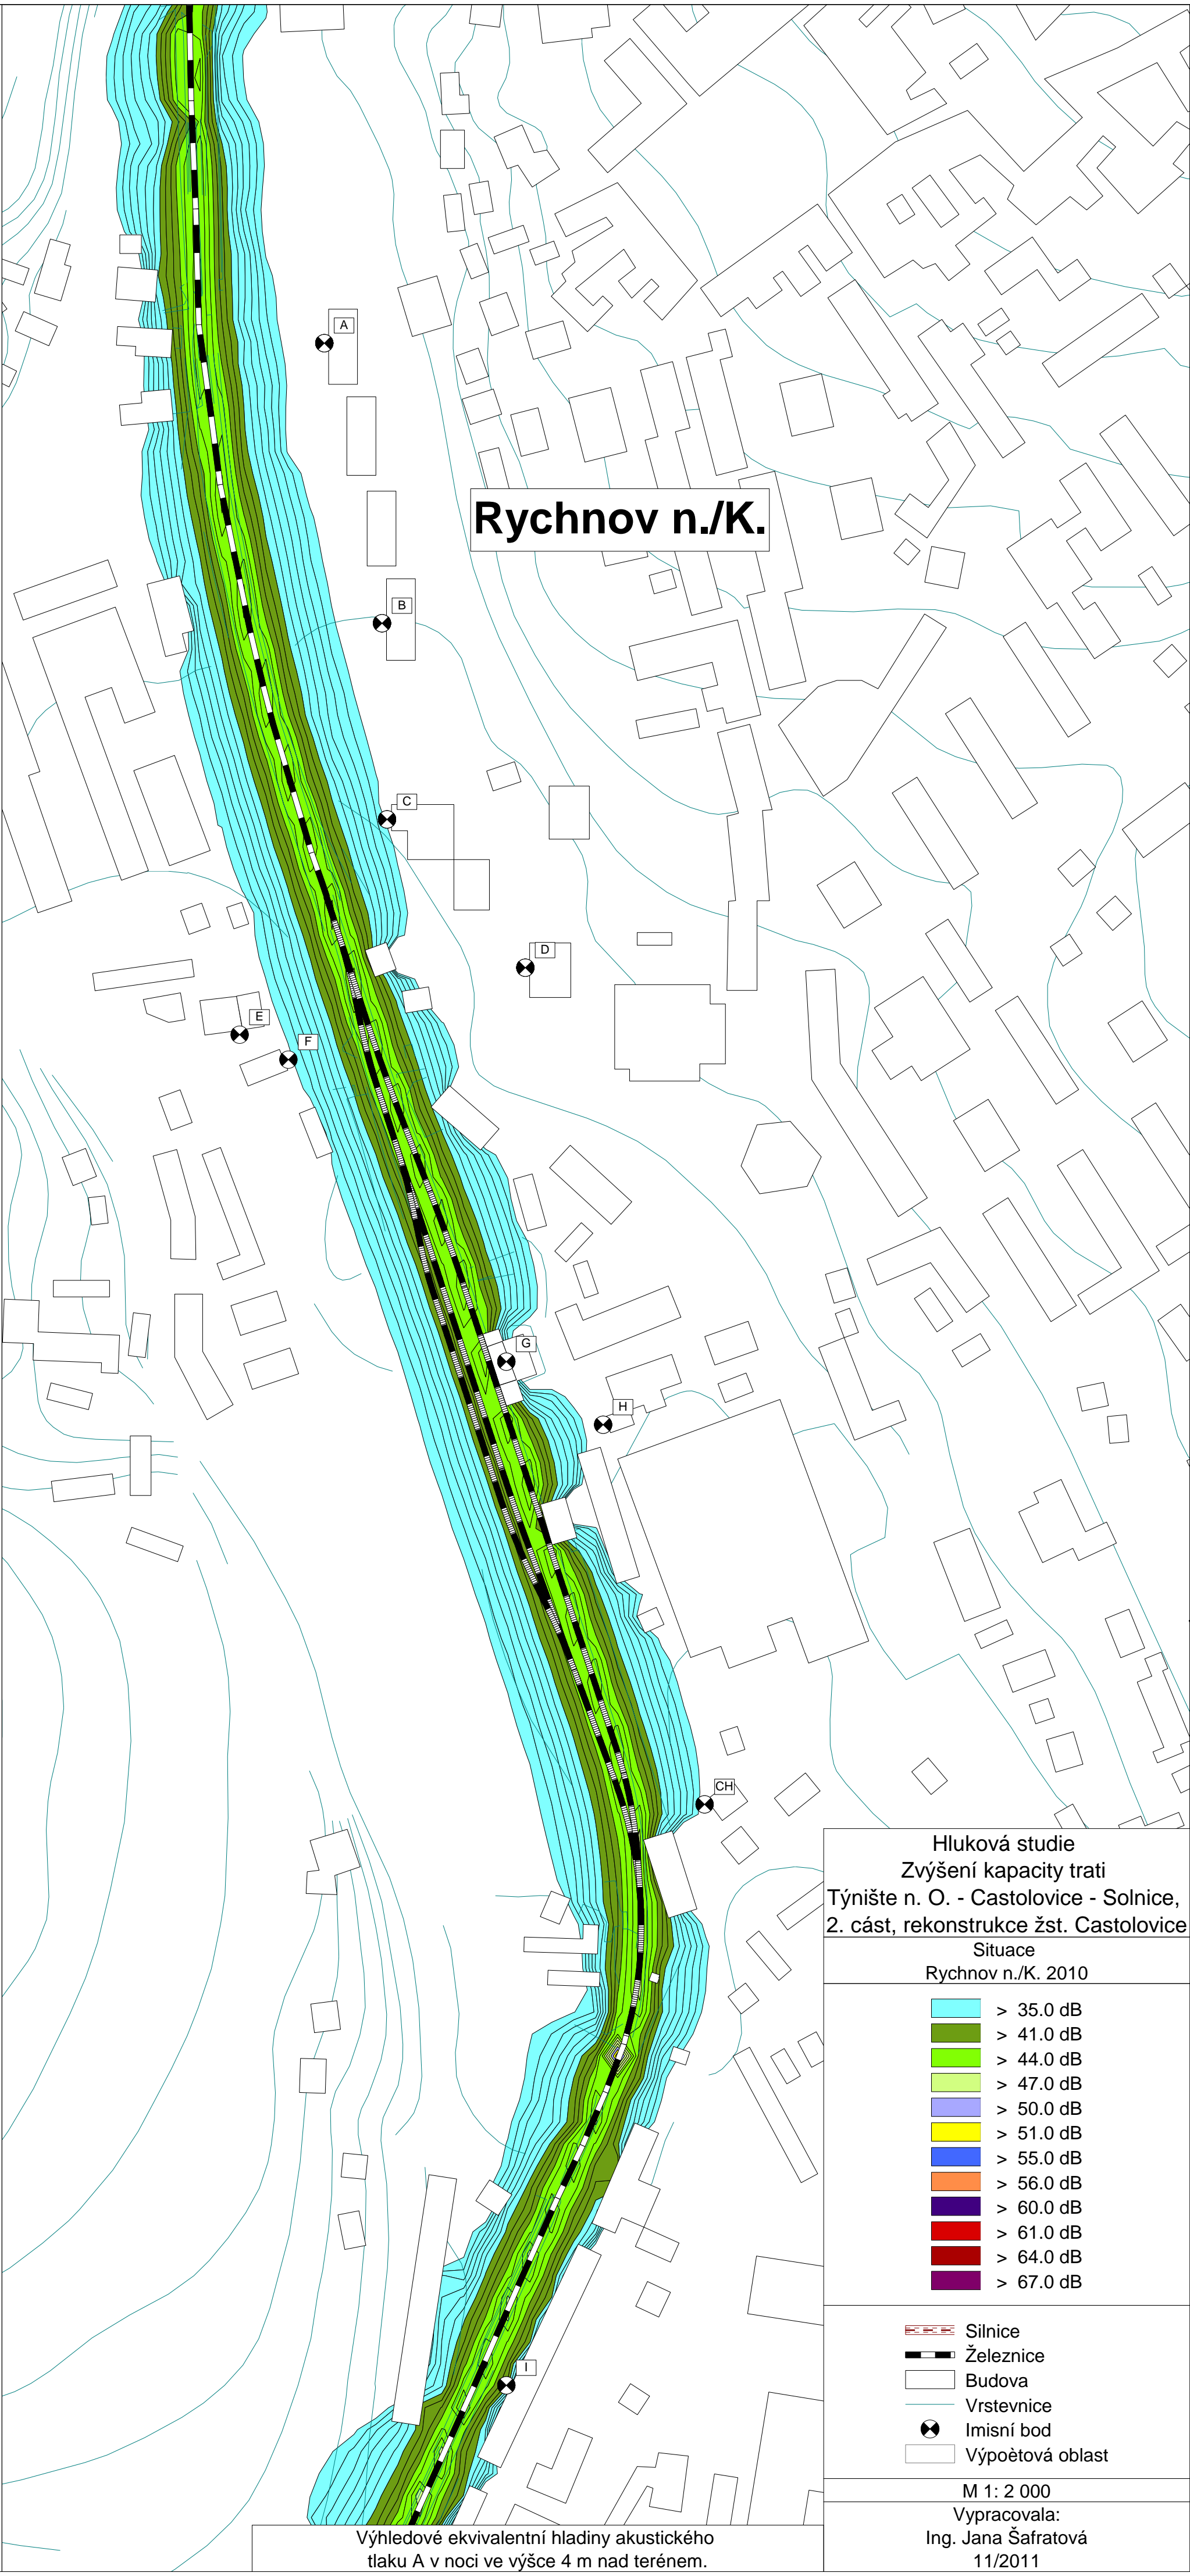 A
Rychnov n./K.
B
C
D
E
F
G
H
CH
I
Hluková studie
Zvýšení kapacity trati
Týnište n. O. - Castolovice - Solnice,
2. cást, rekonstrukce žst. Castolovice
Situace
Rychnov n./K. 2010
> 35.0 dB
> 41.0 dB
> 44.0 dB
> 47.0 dB
> 50.0 dB
> 51.0 dB
> 55.0 dB
> 56.0 dB
> 60.0 dB
> 61.0 dB
> 64.0 dB
> 67.0 dB
Silnice
Železnice
Budova
Vrstevnice
Imisní bod
Výpoètová oblast
M 1: 2 000
Vypracovala:
Ing. Jana Šafratová
11/2011
Výhledové ekvivalentní hladiny akustického
tlaku A v noci ve výšce 4 m nad terénem.